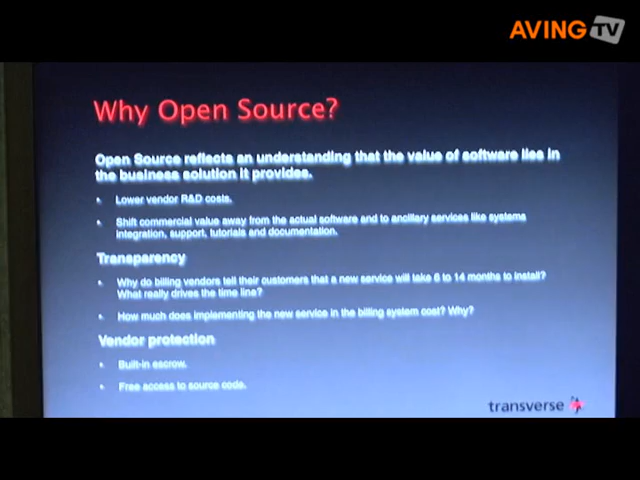 AVING TV
Why Open Source?
Open Source reflects an understanding that the value of software lies in
the business solution it provides.
• Lower vendor R&D costs.
• Shift commercial value away from the actual software and to ancillary services like systems
integration, support, tutorials and documentation.
Transparency
• Why do billing vendors tell their customers that a new service will take 6 to 14 months to install?
What really drives the time line?
• How much does implementing the new service in the billing system cost? Why?
Vendor protection
• Built-in escrow.
• Free access to source code.
transverse